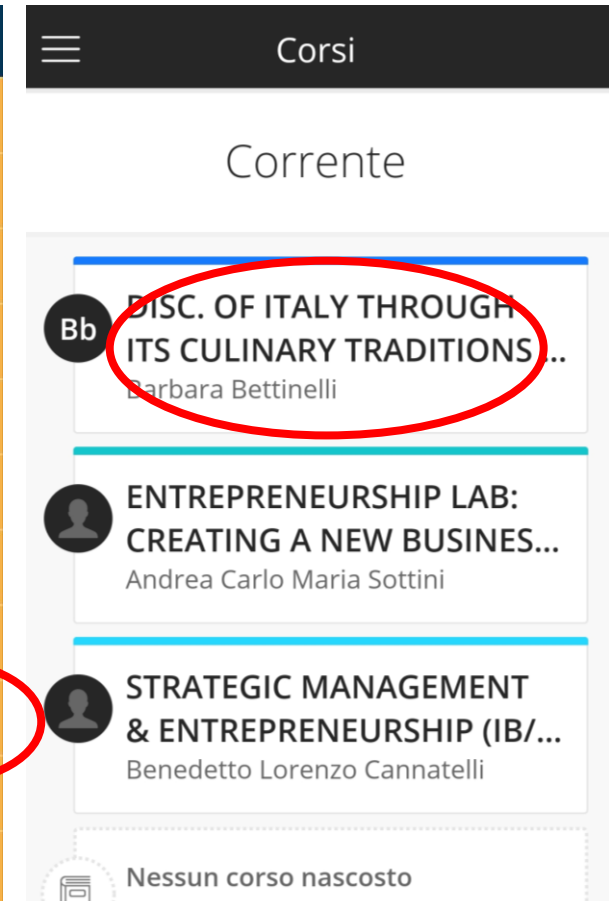 Corsi
Corrente
Bb
DISC. OF ITALY THROUGH
ITS CULINARY TRADITIONS ...
Barbara Bettinelli
ENTREPRENEURSHIP LAB:
CREATING A NEW BUSINES...
Andrea Carlo Maria Sottini
STRATEGIC MANAGEMENT
& ENTREPRENEURSHIP (IB/...
Benedetto Lorenzo Cannatelli
Nessun corso nascosto